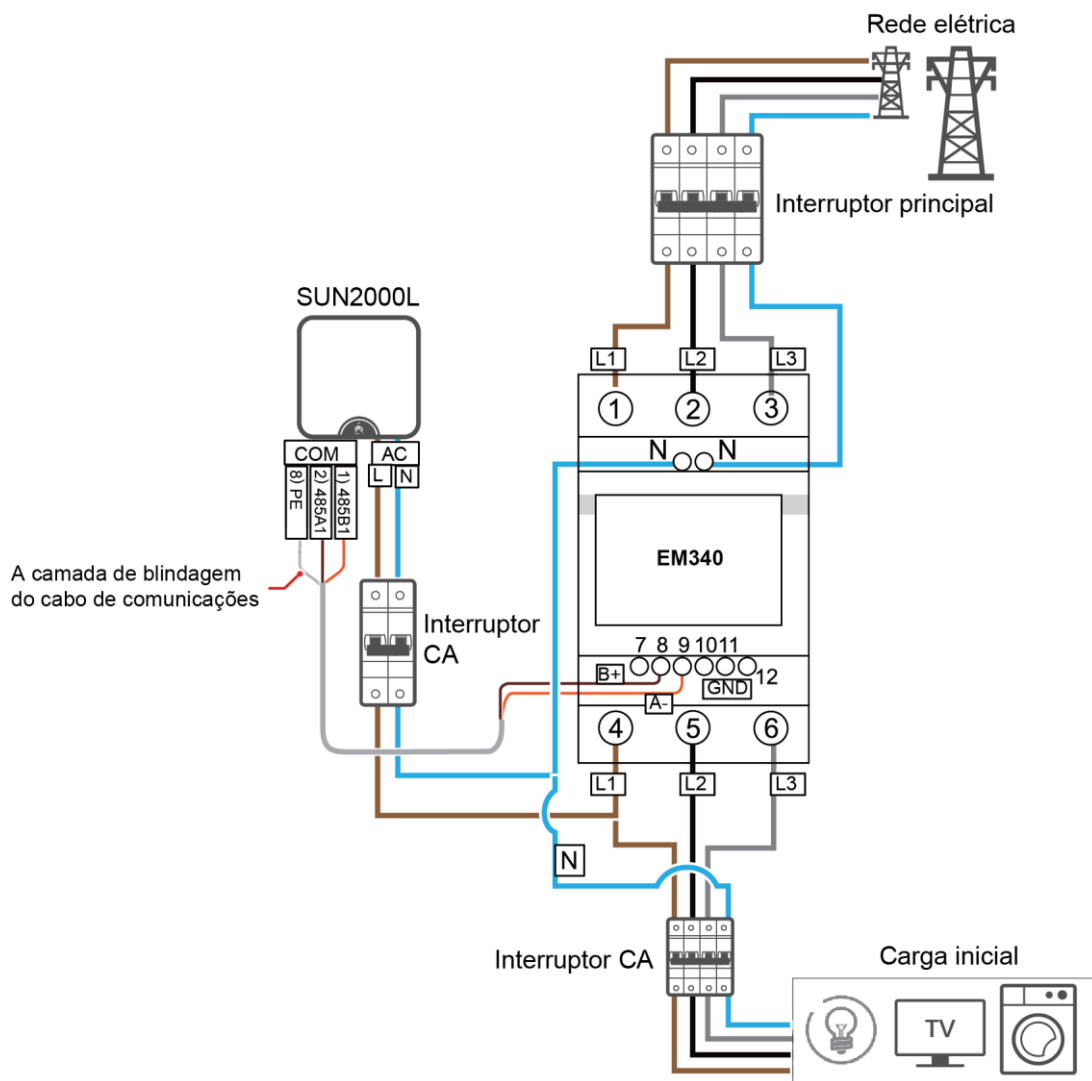 Rede elétrica
Interruptor principal
SUN2000L
L1
L2
L3
1
2
3
COM
AC
N
N
L
N
8) PE
2) 485A1
1) 485B1
EM340
A camada de blindagem
do cabo de comunicações
Interruptor
CA
7 8 9 10 11
12
B+
GND
A-
4
5
6
L1
L2
L3
N
Interruptor CA
Carga inicial
TV